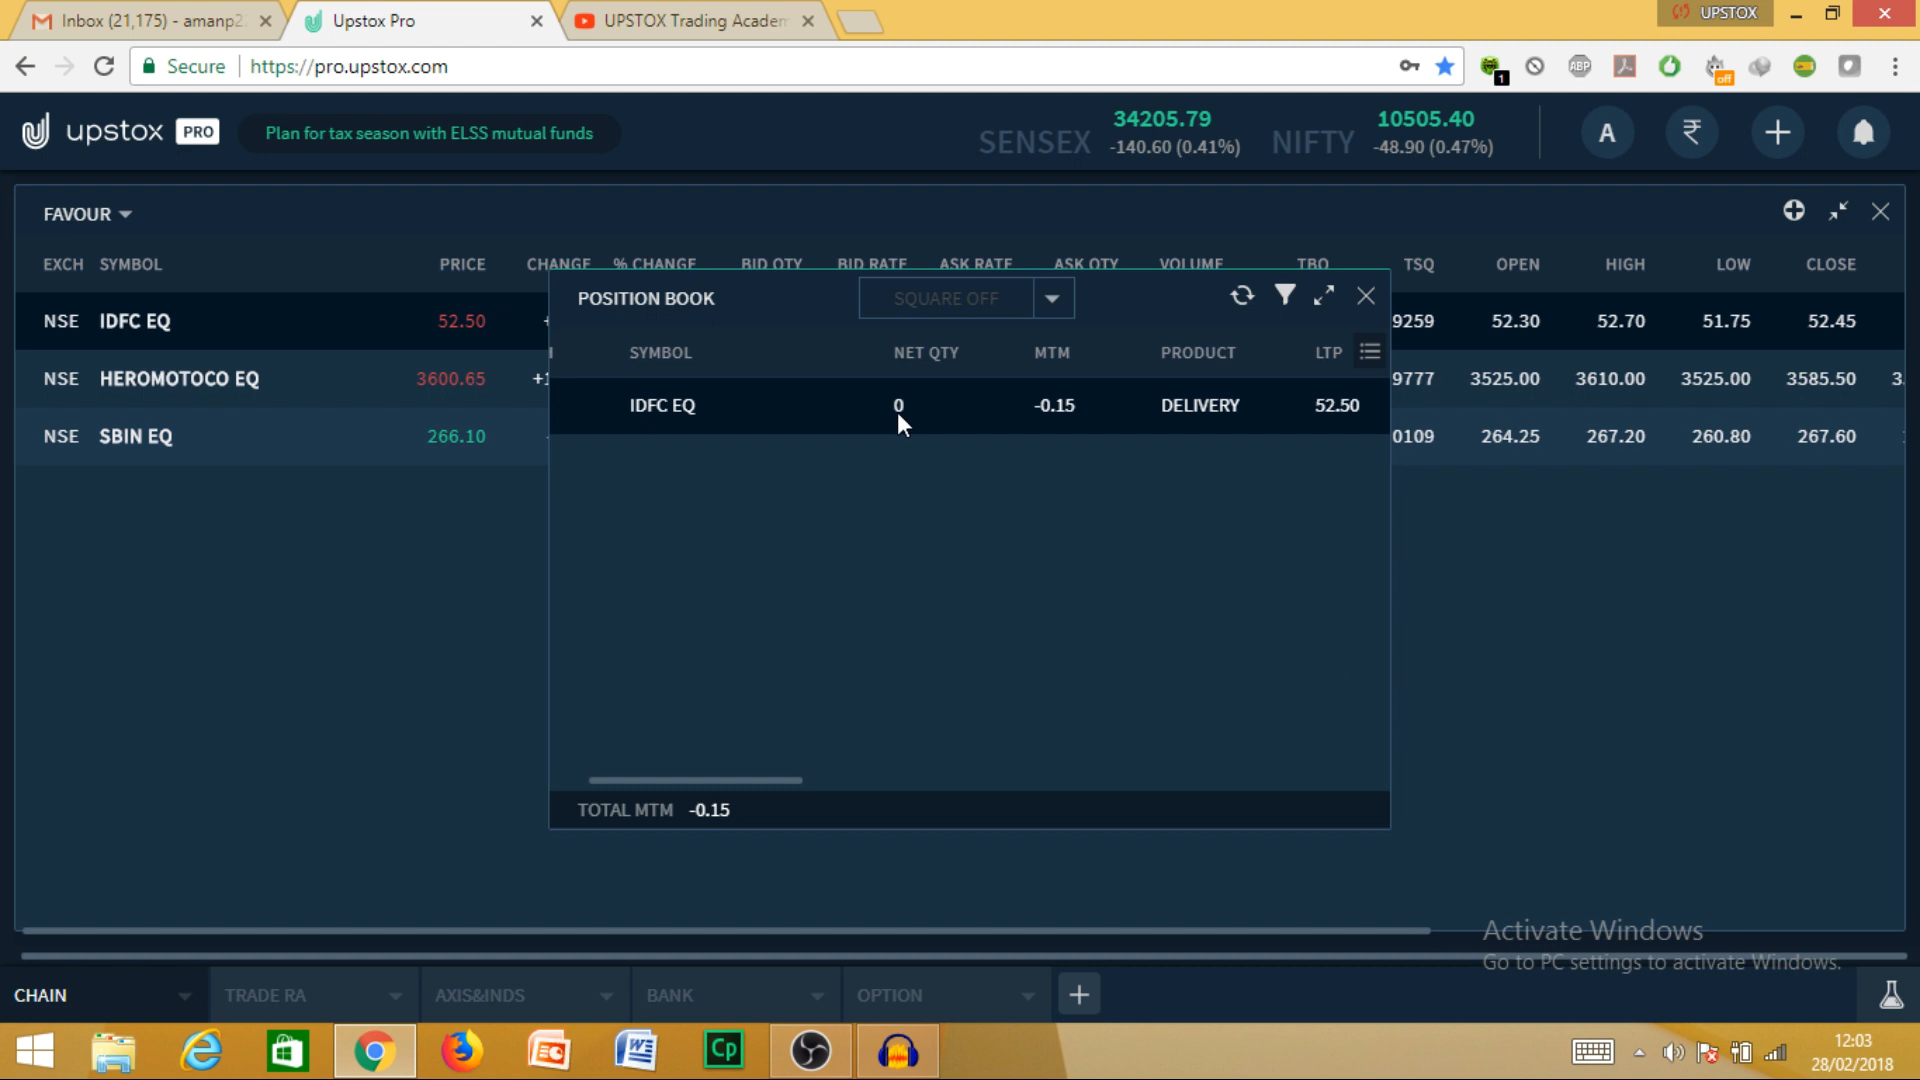 Inbox (21,175) - amanp2
Upstox Pro
UPSTOX Trading Academ
UPSTOX
Secure
https://pro.upstox.com
ABP
1
off
upstox PRO
Plan for tax season with ELSS mutual funds
SENSEX
34205.79
-140.60 (0.41%)
NIFTY
10505.40
-48.90 (0.47%)
A
₹
FAVOUR
EXCH SYMBOL PRICE CHANGE % CHANGE BID QTY BID RATE ASK RATE ASK QTY VOLUME TBQ TSQ OPEN HIGH LOW CLOSE
NSE IDFC EQ 52.50 + 9259 52.30 52.70 51.75 52.45
NSE HEROMOTOCO EQ 3600.65 +1 9777 3525.00 3610.00 3525.00 3585.50 3.
NSE SBIN EQ 266.10 - 0109 264.25 267.20 260.80 267.60
POSITION BOOK
SQUARE OFF
SYMBOL NET QTY MTM PRODUCT LTP
IDFC EQ 0 -0.15 DELIVERY 52.50
TOTAL MTM -0.15
Activate Windows
Go to PC settings to activate Windows.
CHAIN
TRADE RA
AXIS&INDS
BANK
OPTION
Cp
12:03
28/02/2018